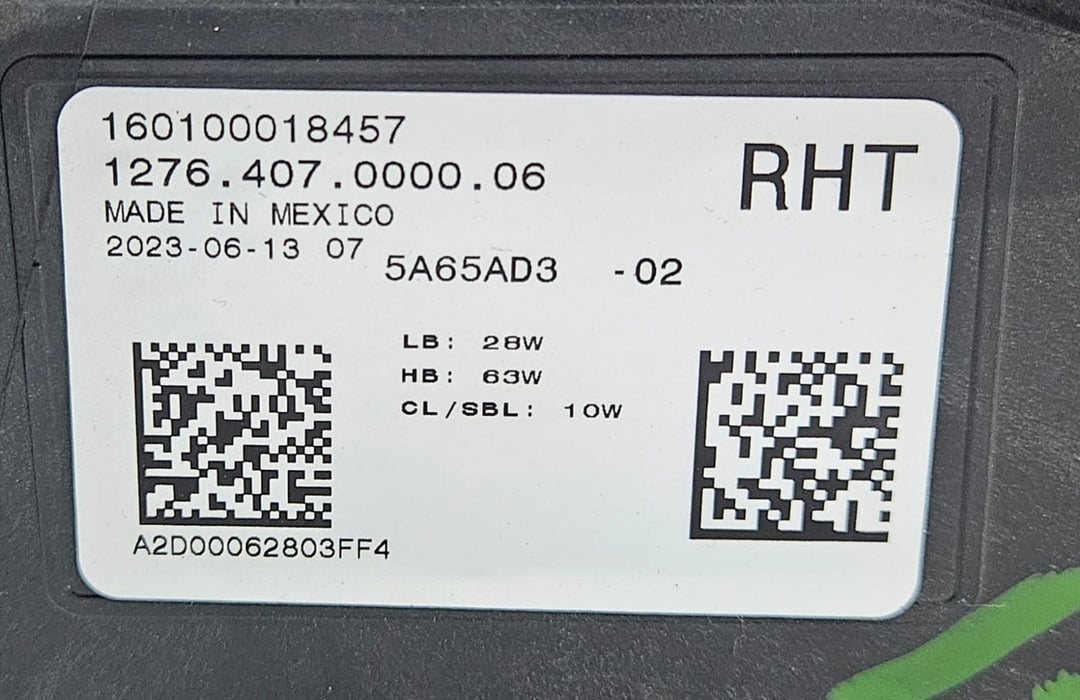 160100018457
1276.407.0000.06
RHT
MADE IN MEXICO
2023-06-13 07
5A65AD3 -02
LB: 28W
HB: 63W
CL/SBL: 10W
A2D00062803FF4